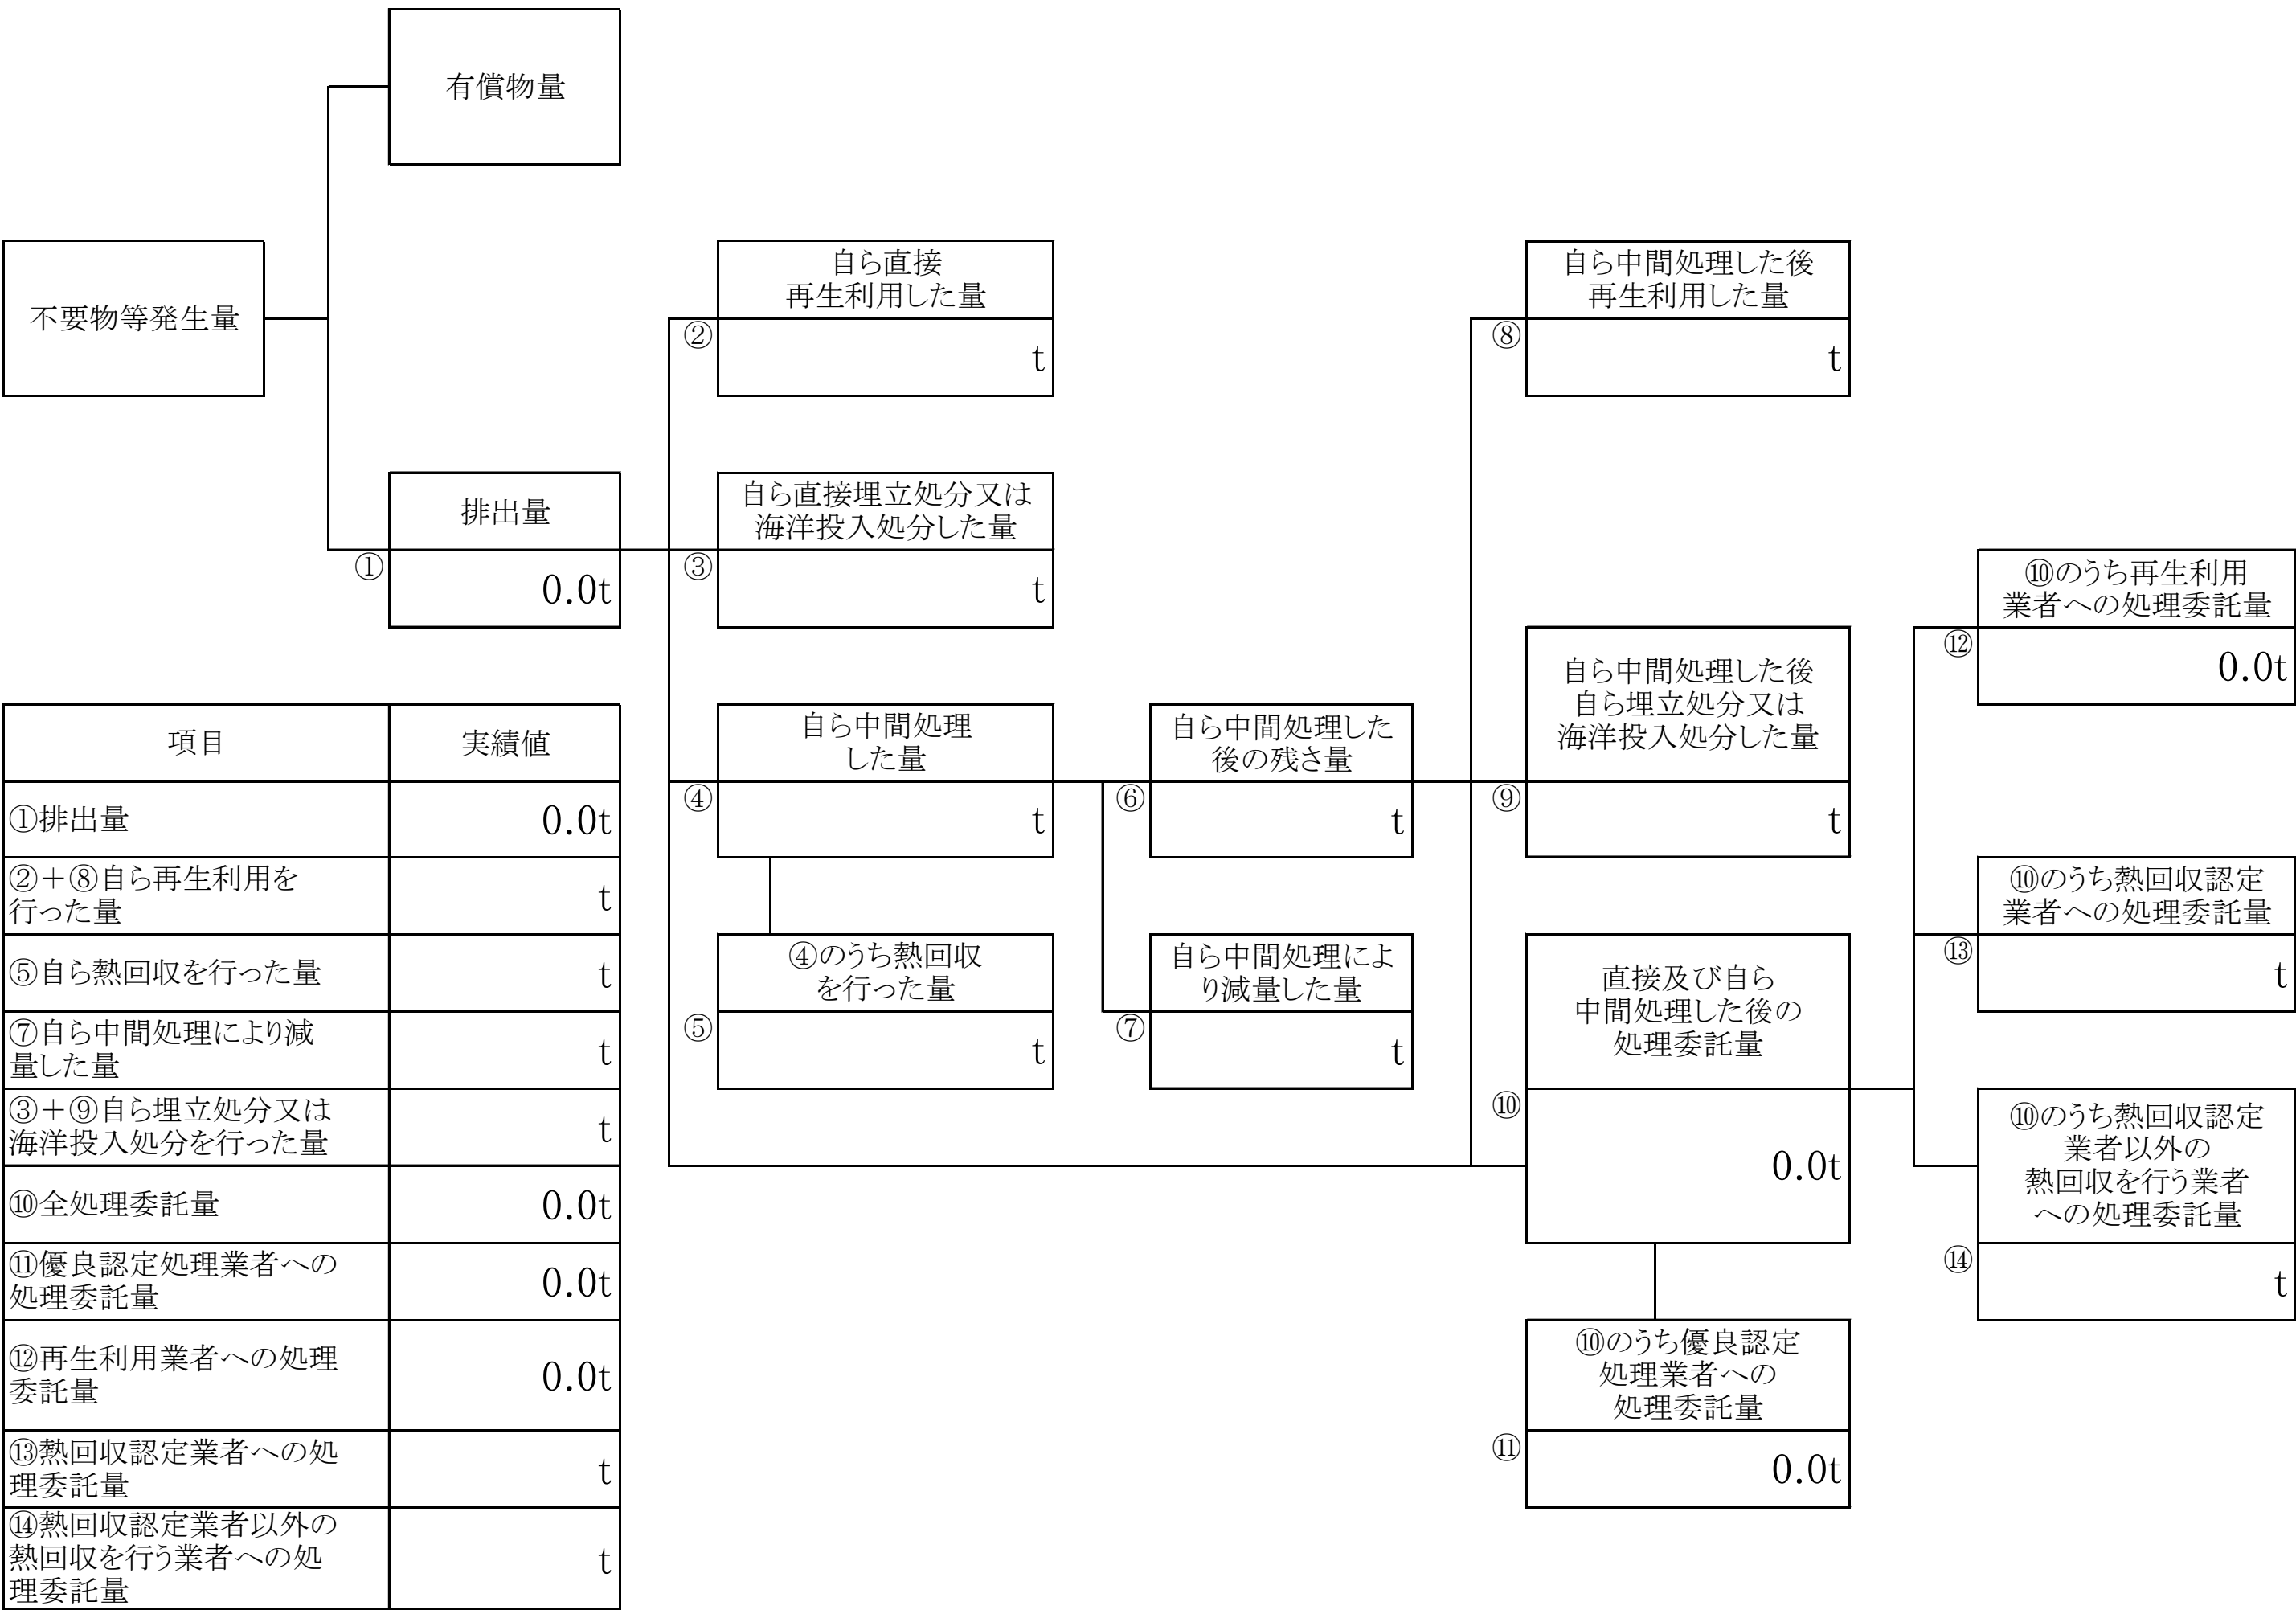 有償物量
不要物等発生量
自ら直接
再生利用した量
②
t
自ら中間処理した後
再生利用した量
⑧
t
排出量
①
0.0t
自ら直接埋立処分又は
海洋投入処分した量
③
t
⑩のうち再生利用
業者への処理委託量
⑫
0.0t
自ら中間処理
した量
④
t
自ら中間処理した
後の残さ量
⑥
t
自ら中間処理した後
自ら埋立処分又は
海洋投入処分した量
⑨
t
⑩のうち熱回収認定
業者への処理委託量
⑬
t
④のうち熱回収
を行った量
⑤
t
自ら中間処理によ
り減量した量
⑦
t
直接及び自ら
中間処理した後の
処理委託量
⑩
0.0t
⑩のうち熱回収認定
業者以外の
熱回収を行う業者
への処理委託量
⑭
t
⑩のうち優良認定
処理業者への
処理委託量
⑪
0.0t
項目 実績値
①排出量 0.0t
②＋⑧自ら再生利用を
行った量 t
⑤自ら熱回収を行った量 t
⑦自ら中間処理により減
量した量 t
③＋⑨自ら埋立処分又は
海洋投入処分を行った量 t
⑩全処理委託量 0.0t
⑪優良認定処理業者への
処理委託量 0.0t
⑫再生利用業者への処理
委託量 0.0t
⑬熱回収認定業者への処
理委託量 t
⑭熱回収認定業者以外の
熱回収を行う業者への処
理委託量 t